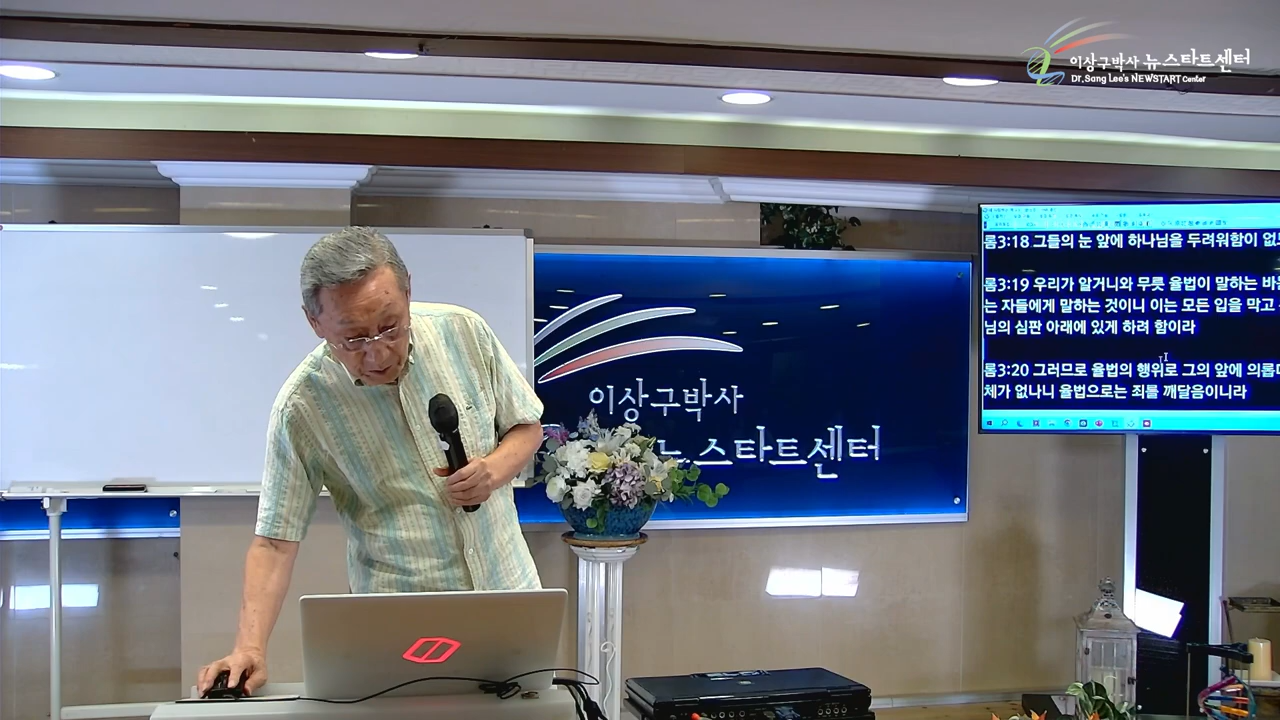 이상구박사 뉴스타트센터
Dr. Sang Lee's NEWSTART Center
롬3:18 그들의 눈 앞에 하나님을 두려워함이
롬3:19 우리가 알거니와 무릇 율법이 말하는
는 자들에게 말하는 것이니 이는 모든 입을 막고
님의 심판 아래에 있게 하려 함이라
롬3:20 그러므로 율법의 행위로 그의 앞에
체가 없나니 율법으로는 죄를 깨달음이니라
이상구박사
뉴스타트센터